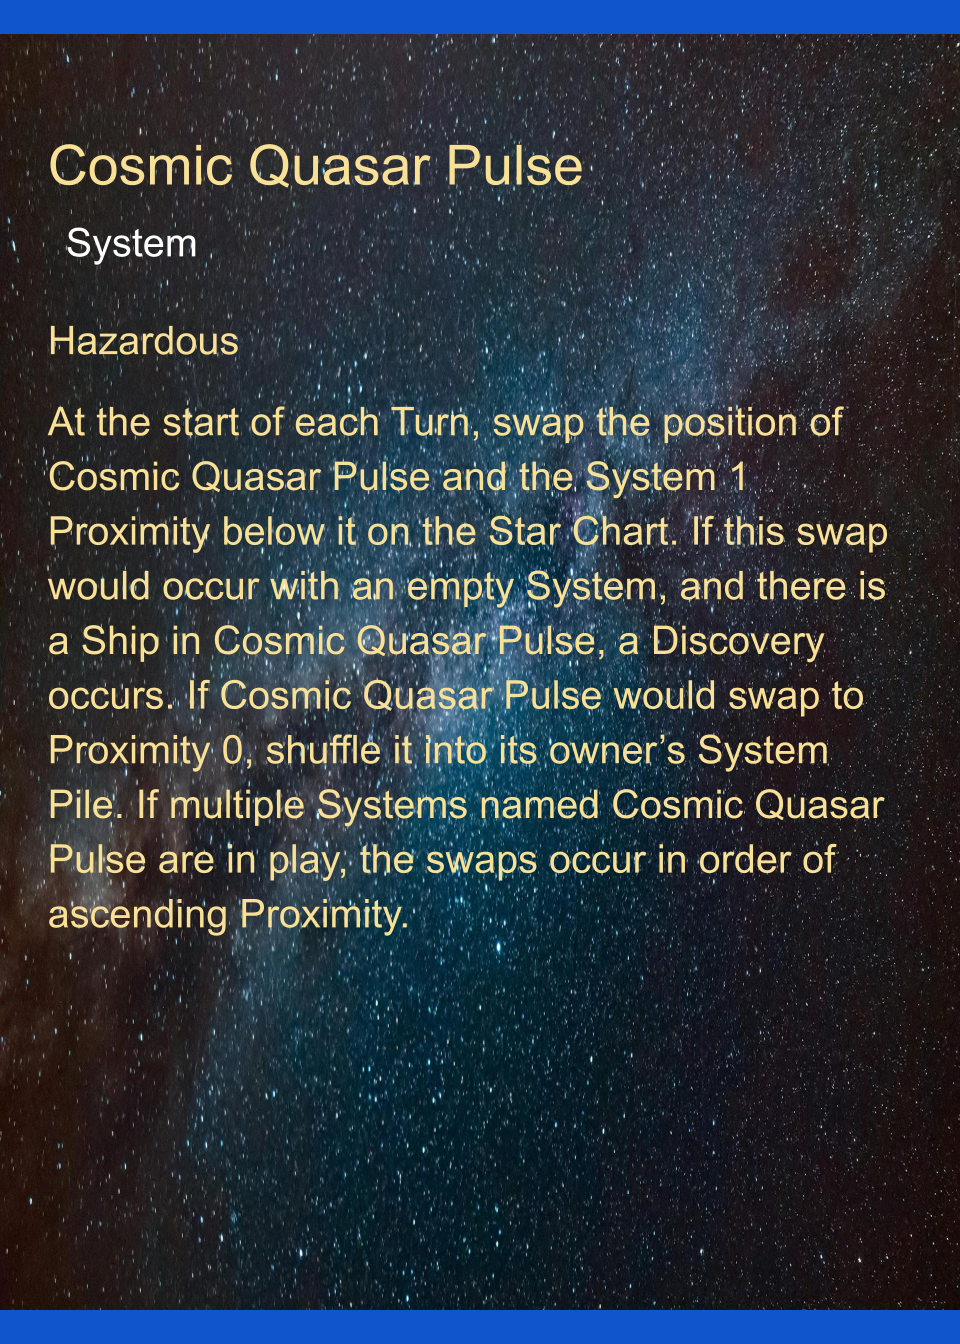 Cosmic Quasar Pulse
System
Hazardous
At the start of each Turn, swap the position of
Cosmic Quasar Pulse and the System 1
Proximity below it on the Star Chart. If this swap
would occur with an empty System, and there is
a Ship in Cosmic Quasar Pulse, a Discovery
occurs. If Cosmic Quasar Pulse would swap to
Proximity 0, shuffle it into its owner’s System
Pile. If multiple Systems named Cosmic Quasar
Pulse are in play, the swaps occur in order of
ascending Proximity.